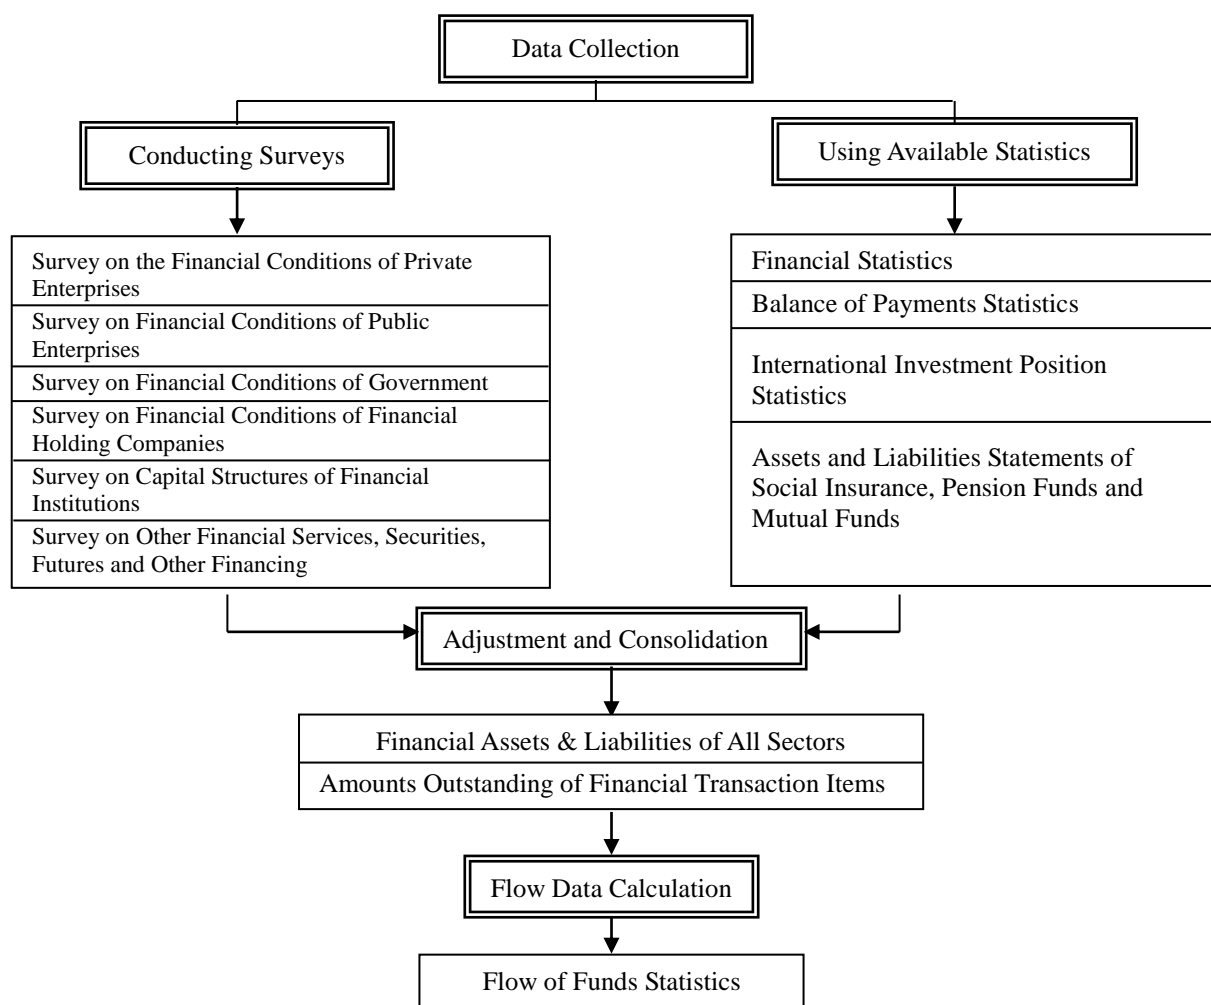 Data Collection
Conducting Surveys
Using Available Statistics
Survey on the Financial Conditions of Private
Enterprises
Survey on Financial Conditions of Public
Enterprises
Survey on Financial Conditions of Government
Survey on Financial Conditions of Financial
Holding Companies
Survey on Capital Structures of Financial
Institutions
Survey on Other Financial Services, Securities,
Futures and Other Financing
Financial Statistics
Balance of Payments Statistics
International Investment Position
Statistics
Assets and Liabilities Statements of
Social Insurance, Pension Funds and
Mutual Funds
Adjustment and Consolidation
Financial Assets & Liabilities of All Sectors
Amounts Outstanding of Financial Transaction Items
Flow Data Calculation
Flow of Funds Statistics